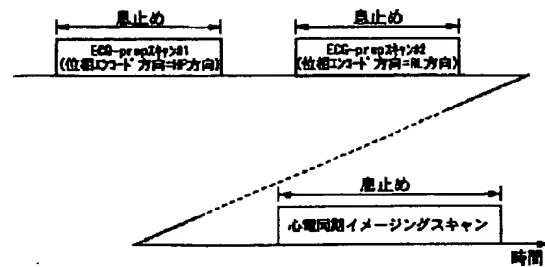 息止め
息止め
ECG-prepスキャン#1
(位相エンコード方向=HF方向)
ECG-prepスキャン#2
(位相エンコード方向=RL方向)
息止め
心電同期イメージングスキャン
時間